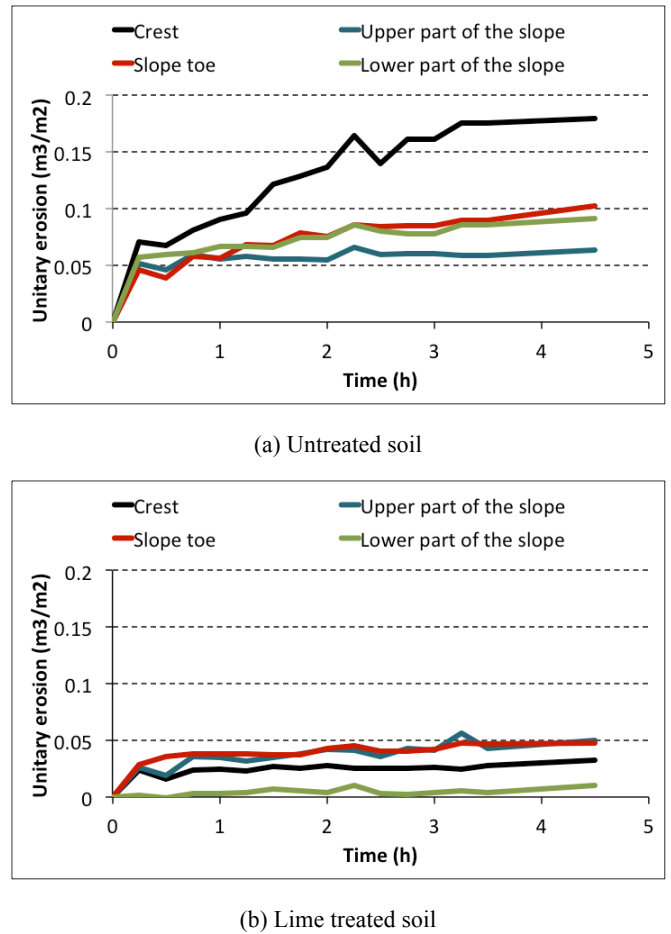 Crest Upper part of the slope
Slope toe Lower part of the slope
0.2
0.15
0.1
0.05
0
Unitary erosion (m3/m2)
0 1 2 3 4 5
Time (h)
(a) Untreated soil
Crest Upper part of the slope
Slope toe Lower part of the slope
0.2
0.15
0.1
0.05
0
Unitary erosion (m3/m2)
0 1 2 3 4 5
Time (h)
(b) Lime treated soil